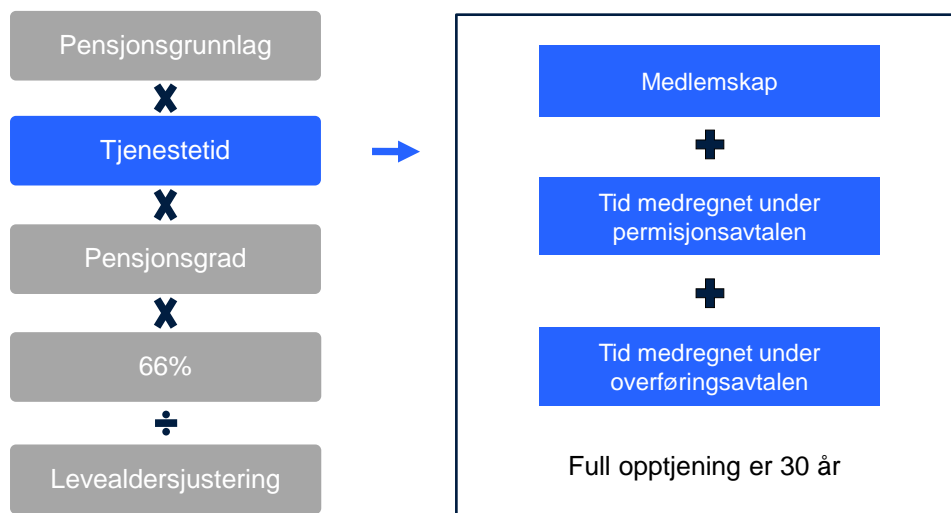 Pensjonsgrunnlag
Tjenestetid
Pensjonsgrad
66%
÷
Levealdersjustering
Medlemskap
Tid medregnet under
permisjonsavtalen
Tid medregnet under
overføringsavtalen
Full opptjening er 30 år